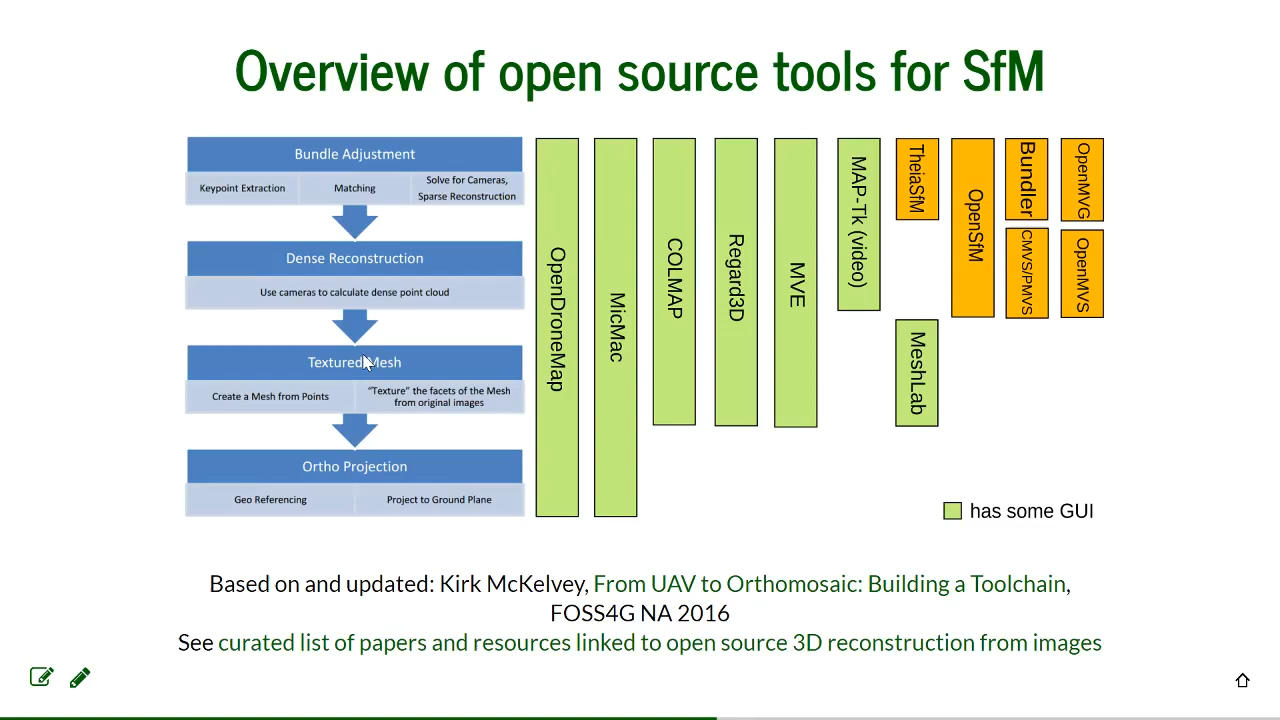 Overview of open source tools for SfM
Bundle Adjustment
Keypoint Extraction
Matching
Solve for Cameras,
Sparse Reconstruction
Dense Reconstruction
Use cameras to calculate dense point cloud
Textured Mesh
Create a Mesh from Points
“Texture” the facets of the Mesh
from original images
Ortho Projection
Geo Referencing
Project to Ground Plane
OpenDroneMap
MicMac
COLMAP
Regard3D
MVE
MAP-Tk (video)
TheiaSfM
MeshLab
OpenSfM
Bundler
CMVS/PMVS
OpenMVG
OpenMVS
has some GUI
Based on and updated: Kirk McKelvey, From UAV to Orthomosaic: Building a Toolchain,
FOSS4G NA 2016
See curated list of papers and resources linked to open source 3D reconstruction from images